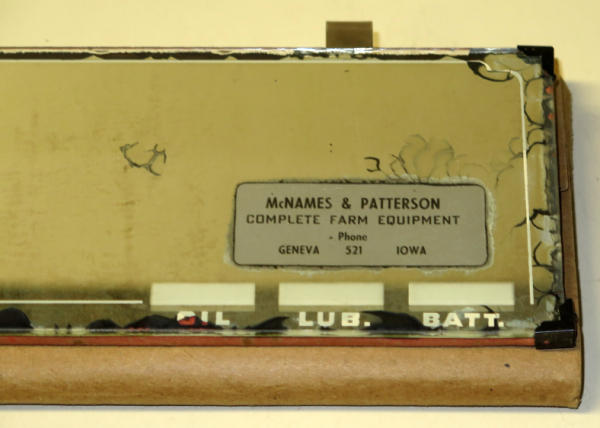 McNAMES & PATTERSON
COMPLETE FARM EQUIPMENT
- Phone
GENEVA 521 IOWA
OIL LUB. BATT.